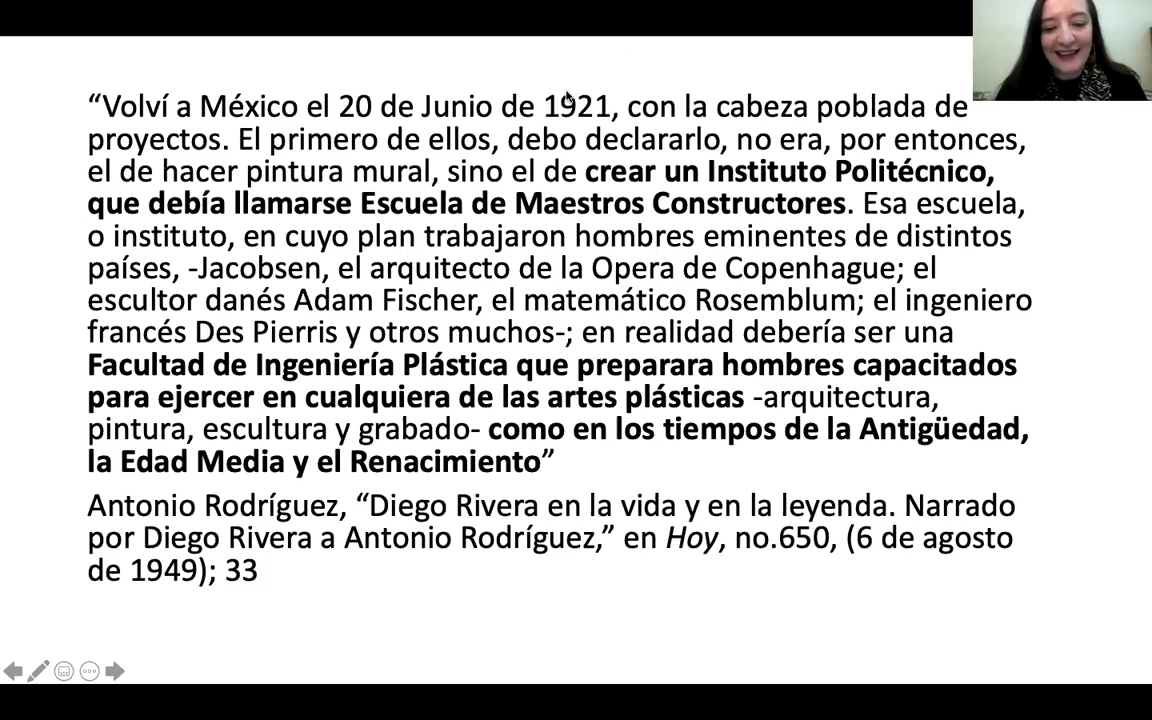 “Volví a México el 20 de Junio de 1921, con la cabeza poblada de
proyectos. El primero de ellos, debo declararlo, no era, por entonces,
el de hacer pintura mural, sino el de crear un Instituto Politécnico,
que debía llamarse Escuela de Maestros Constructores. Esa escuela,
o instituto, en cuyo plan trabajaron hombres eminentes de distintos
países, -Jacobsen, el arquitecto de la Opera de Copenhague; el
escultor danés Adam Fischer, el matemático Rosemblum; el ingeniero
francés Des Pierris y otros muchos-; en realidad debería ser una
Facultad de Ingeniería Plástica que preparara hombres capacitados
para ejercer en cualquiera de las artes plásticas -arquitectura,
pintura, escultura y grabado- como en los tiempos de la Antigüedad,
la Edad Media y el Renacimiento”
Antonio Rodríguez, “Diego Rivera en la vida y en la leyenda. Narrado
por Diego Rivera a Antonio Rodríguez,” en Hoy, no.650, (6 de agosto
de 1949); 33